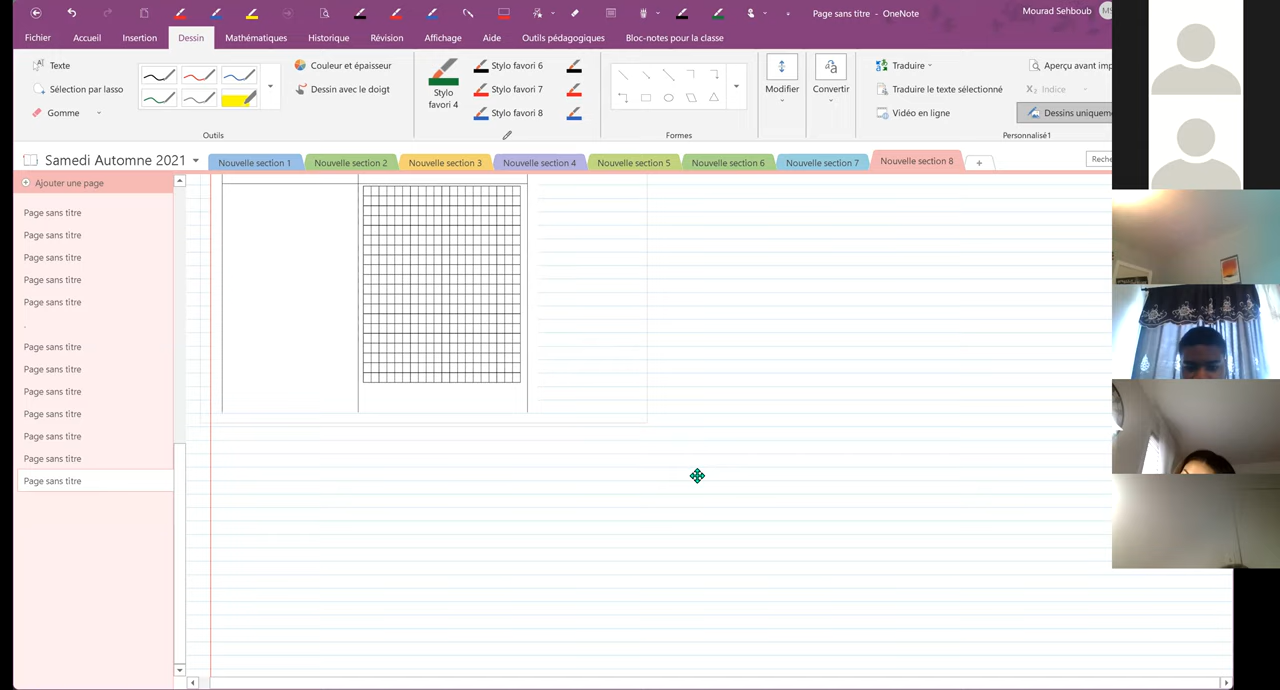 Page sans titre - OneNote
Mourad Sehboub
Fichier Accueil Insertion Dessin Mathématiques Historique Révision Affichage Aide Outils pédagogiques Bloc-notes pour la classe
Texte
Sélection par lasso
Gomme
Outils
Couleur et épaisseur
Dessin avec le doigt
Stylo
favori 4
Stylo favori 6
Stylo favori 7
Stylo favori 8
Formes
Modifier
Convertir
Traduire
Traduire le texte sélectionné
Vidéo en ligne
Aperçu avant imp
Indice
Dessins uniqueme
Personnalisé1
Samedi Automne 2021
Nouvelle section 1 Nouvelle section 2 Nouvelle section 3 Nouvelle section 4 Nouvelle section 5 Nouvelle section 6 Nouvelle section 7 Nouvelle section 8 +
Reche
Ajouter une page
Page sans titre
Page sans titre
Page sans titre
Page sans titre
Page sans titre
.
Page sans titre
Page sans titre
Page sans titre
Page sans titre
Page sans titre
Page sans titre
Page sans titre